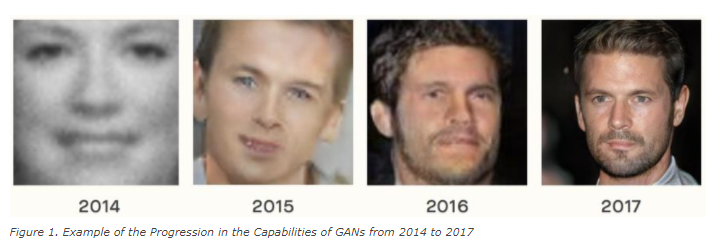 2014 2015 2016 2017
Figure 1. Example of the Progression in the Capabilities of GANs from 2014 to 2017